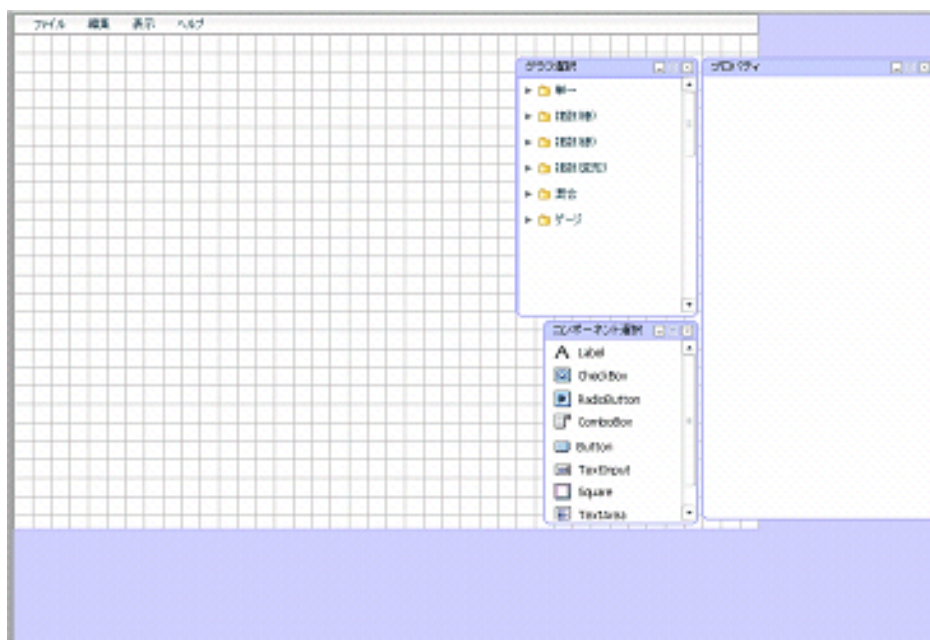 ファイル 編集 表示 ヘルプ
グラフ選択
単一
混合
ゲージ
プロパティ
コンポーネント選択
Label
CheckBox
RadioButton
ComboBox
Button
TextInput
Square
TextArea